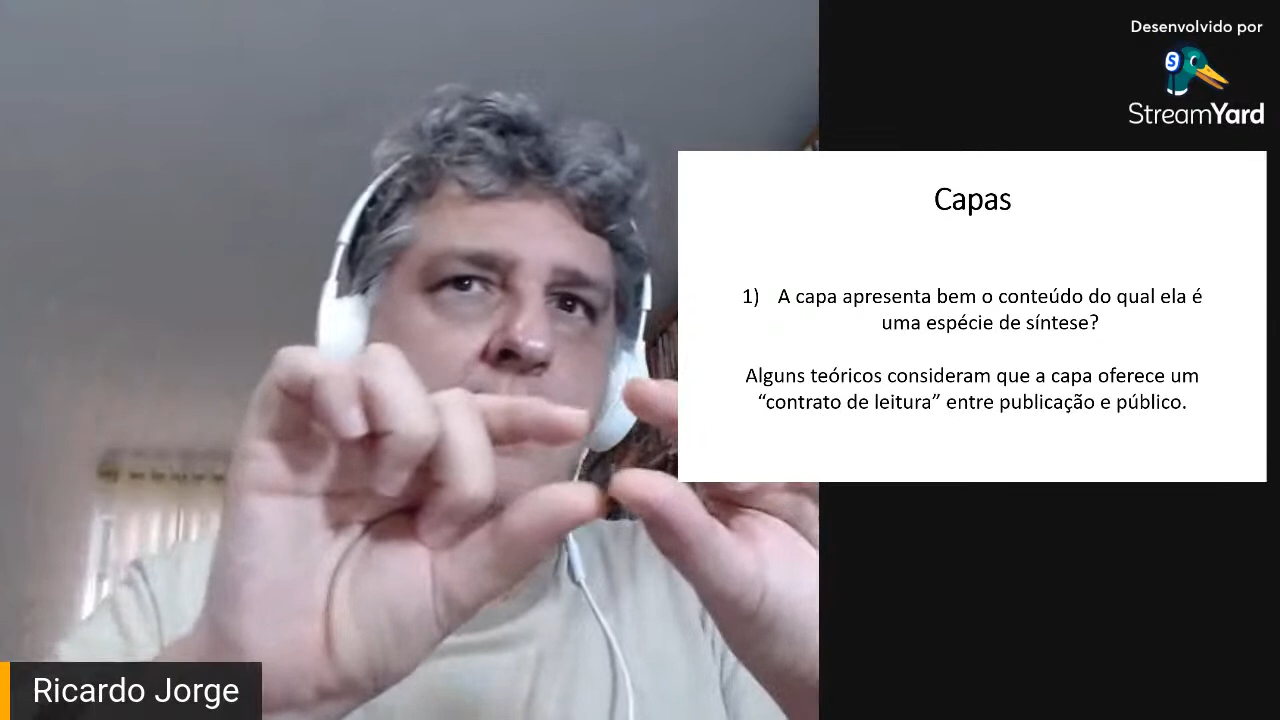 Desenvolvido por
S
StreamYard
Capas
1) A capa apresenta bem o conteúdo do qual ela é
uma espécie de síntese?
Alguns teóricos consideram que a capa oferece um
“contrato de leitura” entre publicação e público.
Ricardo Jorge